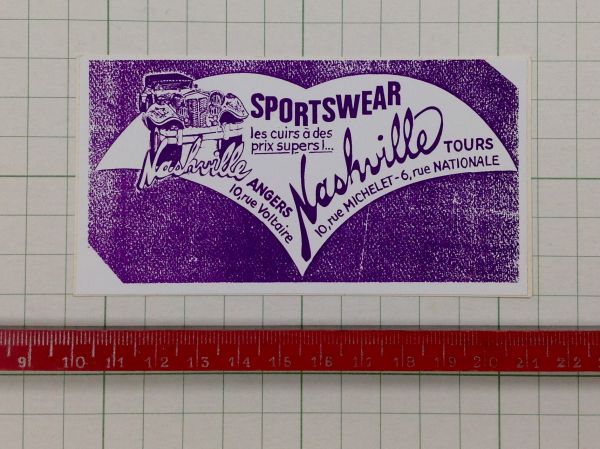 SPORTSWEAR
les cuirs à des
prix supers!...
Nashville
ANGERS
10, rue Voltaire
Nashville
TOURS
10, rue MICHELET - 6, rue NATIONALE
9 10 11 12 13 14 15 16 17 18 19 20 21 22